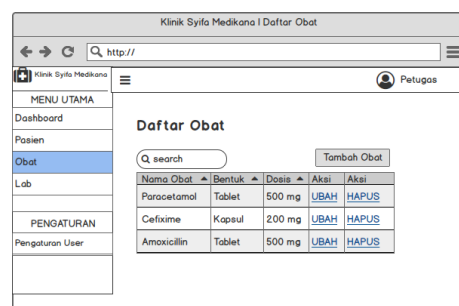 Klinik Syifa Medikana | Daftar Obat
http://
Klinik Syifa Medikana
Petugas
MENU UTAMA
Dashboard
Pasien
Obat
Lab
PENGATURAN
Pengaturan User
Daftar Obat
search
Tambah Obat
Nama Obat Bentuk Dosis Aksi Aksi
Paracetamol Tablet 500 mg UBAH HAPUS
Cefixime Kapsul 200 mg UBAH HAPUS
Amoxicillin Tablet 500 mg UBAH HAPUS